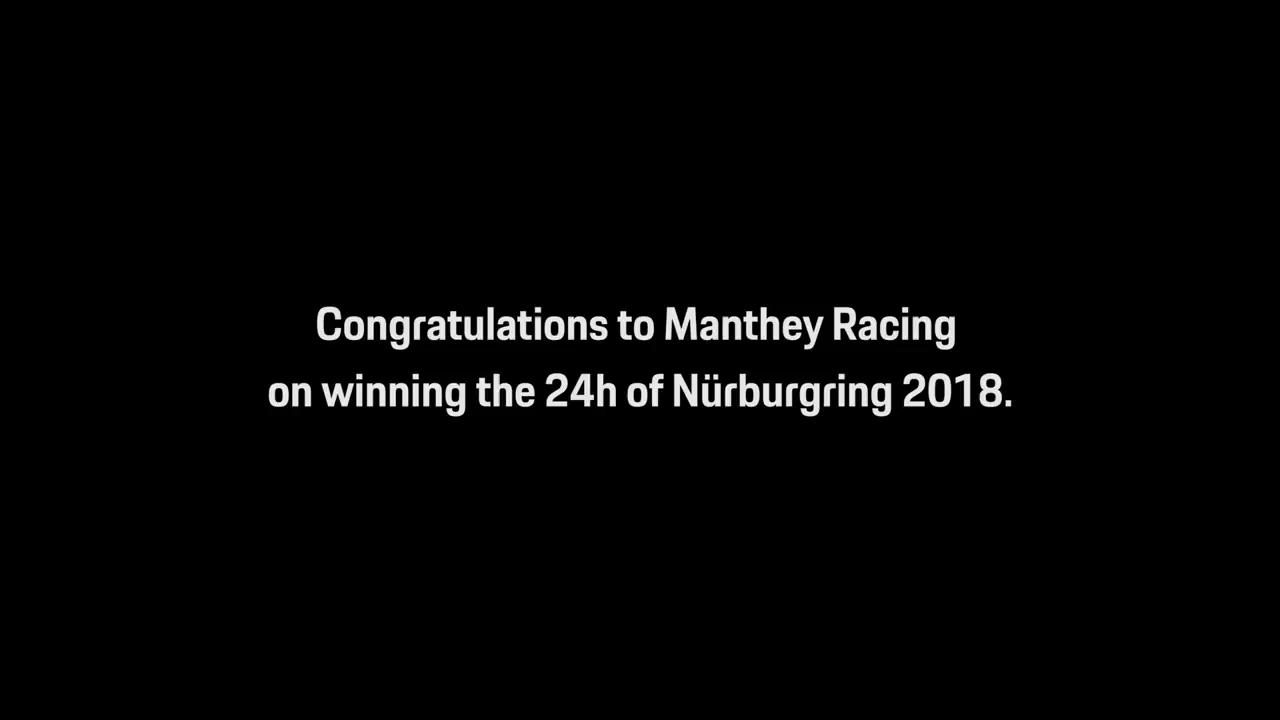 Congratulations to Manthey Racing
on winning the 24h of Nürburgring 2018.